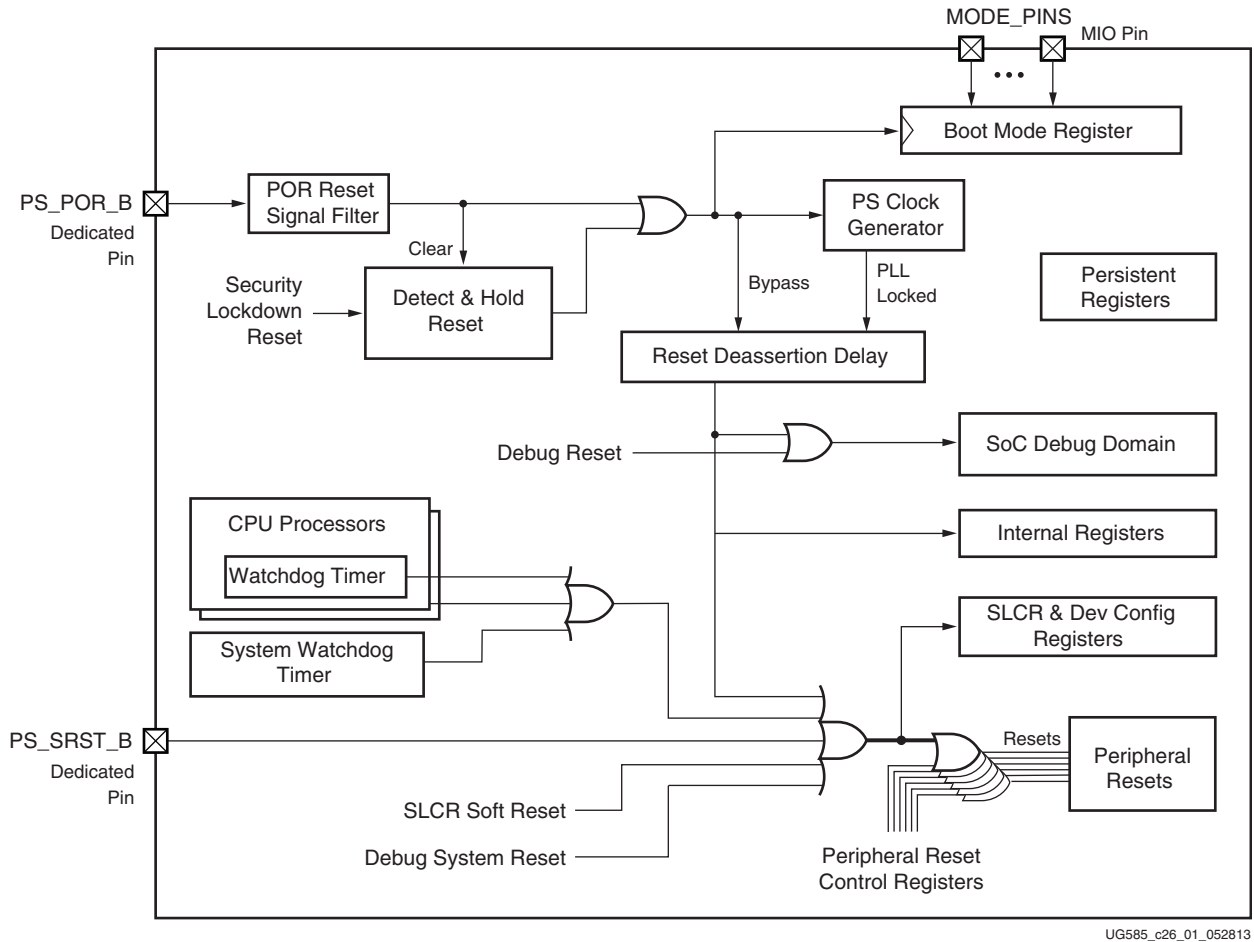 MODE_PINS
MIO Pin
Boot Mode Register
PS_POR_B
Dedicated
Pin
POR Reset
Signal Filter
PS Clock
Generator
Clear
Security
Lockdown
Reset
Detect & Hold
Reset
Bypass
PLL
Locked
Persistent
Registers
Reset Deassertion Delay
Debug Reset
SoC Debug Domain
CPU Processors
Watchdog Timer
Internal Registers
System Watchdog
Timer
SLCR & Dev Config
Registers
PS_SRST_B
Dedicated
Pin
Resets
Peripheral
Resets
SLCR Soft Reset
Debug System Reset
Peripheral Reset
Control Registers
UG585_c26_01_052813